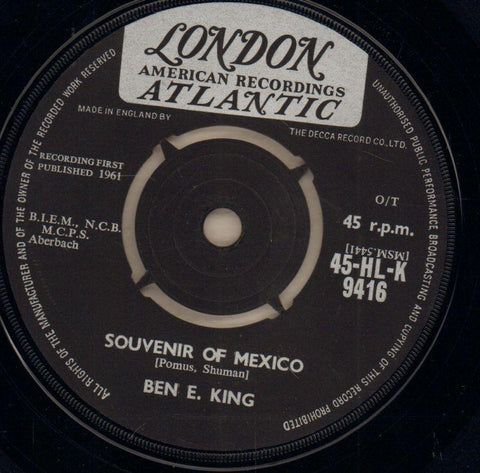 LONDON
AMERICAN RECORDINGS
ATLANTIC
MADE IN ENGLAND BY
THE DECCA RECORD CO., LTD.
RECORDING FIRST
PUBLISHED 1961
B.I.E.M., N.C.B.
M.C.P.S.
Aberbach
O/T
45 r.p.m.
[MSM.5441]
45-HL-K
9416
SOUVENIR OF MEXICO
[Pomus, Shuman]
BEN E. KING
ALL RIGHTS OF THE MANUFACTURER AND OF THE OWNER OF THE RECORDED WORK RESERVED
UNAUTHORISED PUBLIC PERFORMANCE BROADCASTING AND COPYING OF THIS RECORD PROHIBITED